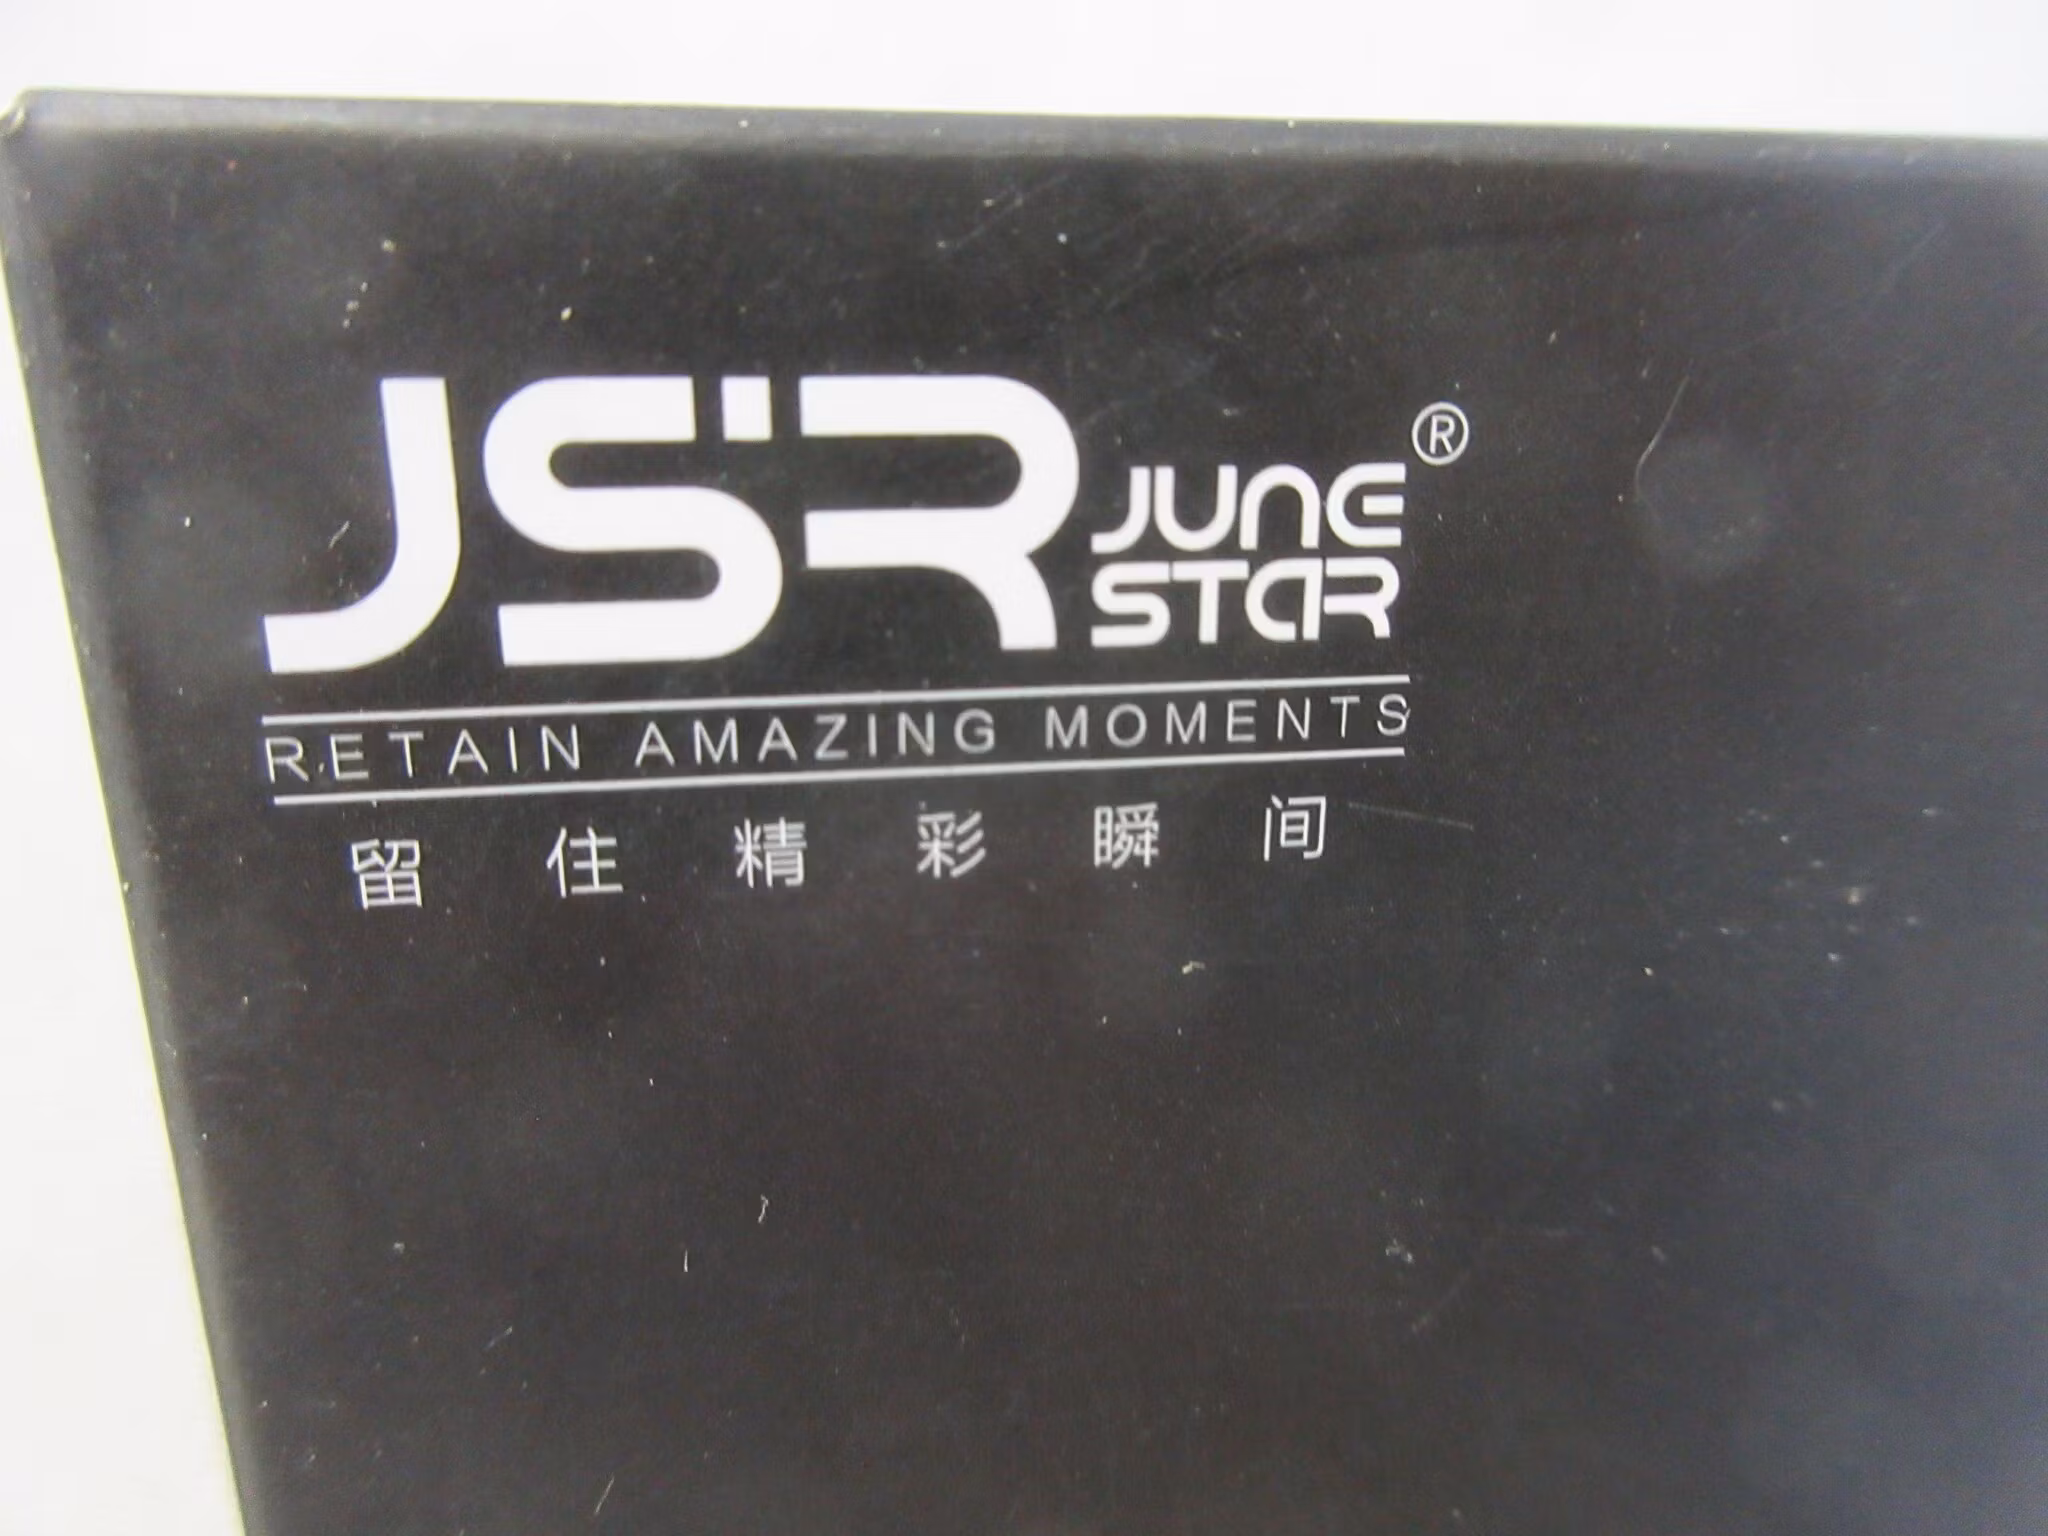 JSR JUNE STAR ®
RETAIN AMAZING MOMENTS
留住精彩瞬间